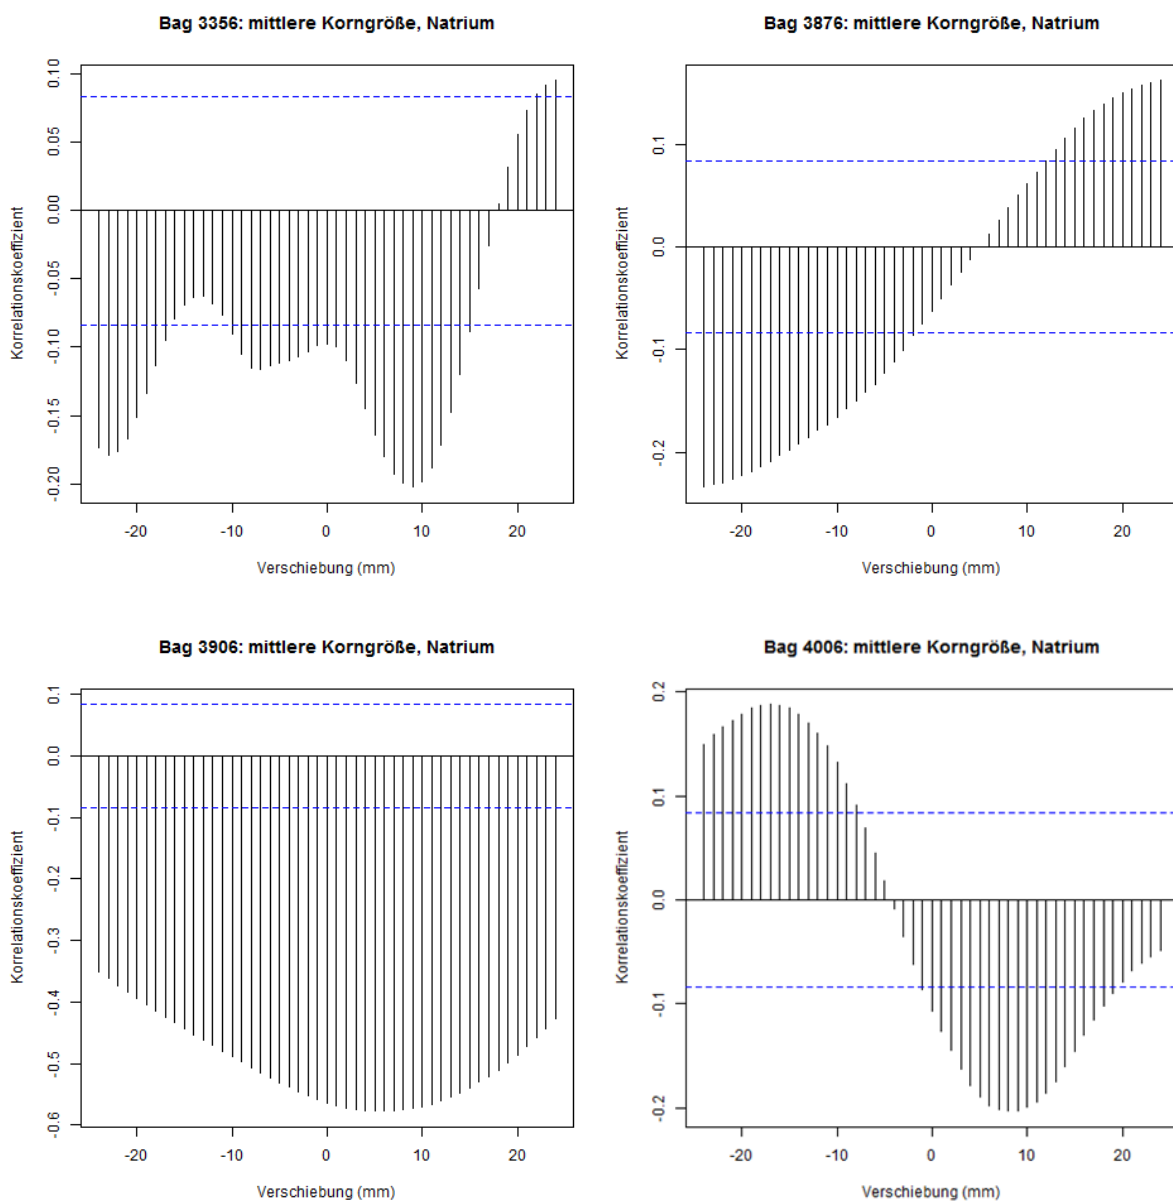 Bag 3356: mittlere Korngröße, Natrium
Korrelationskoeffizient
0.10
0.05
0.00
-0.05
-0.10
-0.15
-0.20
-20 -10 0 10 20
Verschiebung (mm)
Bag 3876: mittlere Korngröße, Natrium
Korrelationskoeffizient
0.1
0.0
-0.1
-0.2
-20 -10 0 10 20
Verschiebung (mm)
Bag 3906: mittlere Korngröße, Natrium
Korrelationskoeffizient
0.1
0.0
-0.1
-0.2
-0.3
-0.4
-0.5
-0.6
-20 -10 0 10 20
Verschiebung (mm)
Bag 4006: mittlere Korngröße, Natrium
Korrelationskoeffizient
0.2
0.1
0.0
-0.1
-0.2
-20 -10 0 10 20
Verschiebung (mm)